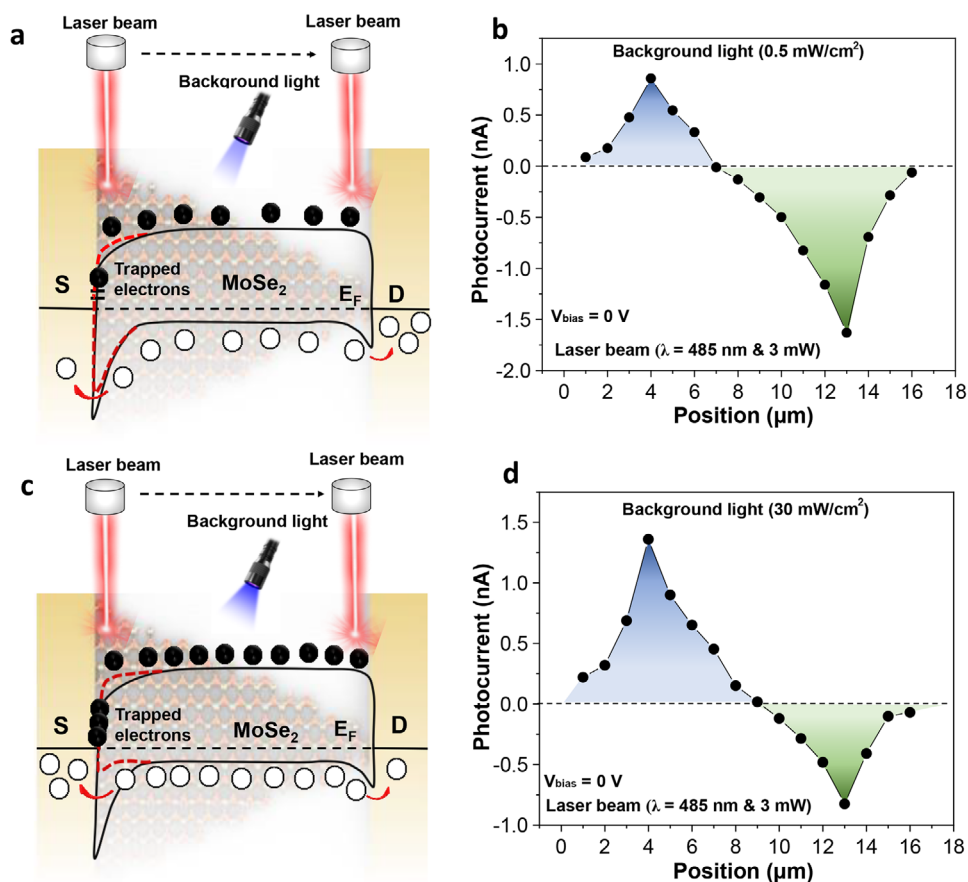 a
Laser beam
Laser beam
Background light
Trapped
electrons
S
MoSe₂
E_F
D
b
Background light (0.5 mW/cm²)
Photocurrent (nA)
1.0
0.5
0.0
-0.5
-1.0
-1.5
-2.0
V_bias = 0 V
Laser beam (λ = 485 nm & 3 mW)
0 2 4 6 8 10 12 14 16 18
Position (µm)
c
Laser beam
Laser beam
Background light
Trapped
electrons
S
MoSe₂
E_F
D
d
Background light (30 mW/cm²)
Photocurrent (nA)
1.5
1.0
0.5
0.0
-0.5
-1.0
V_bias = 0 V
Laser beam (λ = 485 nm & 3 mW)
0 2 4 6 8 10 12 14 16 18
Position (µm)